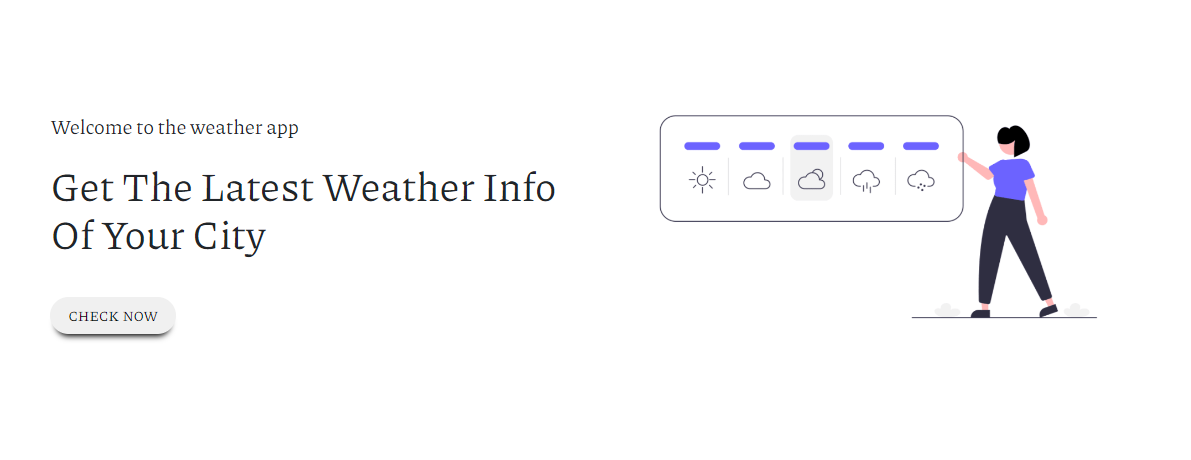 Welcome to the weather app
Get The Latest Weather Info
Of Your City
CHECK NOW